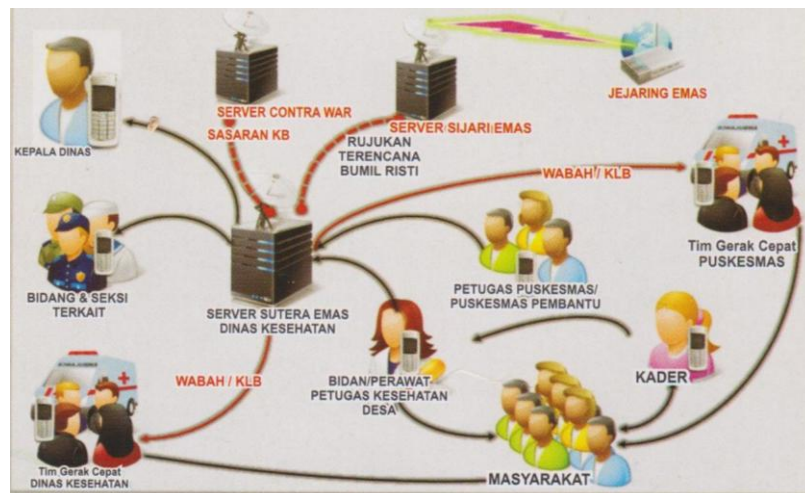 SERVER CONTRA WAR
SASARAN KB
SERVER SIJARI EMAS
RUJUKAN
TERENCANA
BUMIL RISTI
JEJARING EMAS
KEPALA DINAS
WABAH / KLB
Tim Gerak Cepat
PUSKESMAS
BIDANG & SEKSI
TERKAIT
SERVER SUTERA EMAS
DINAS KESEHATAN
PETUGAS PUSKESMAS/
PUSKESMAS PEMBANTU
WABAH / KLB
BIDAN/PERAWAT
PETUGAS KESEHATAN
DESA
KADER
Tim Gerak Cepat
DINAS KESEHATAN
MASYARAKAT